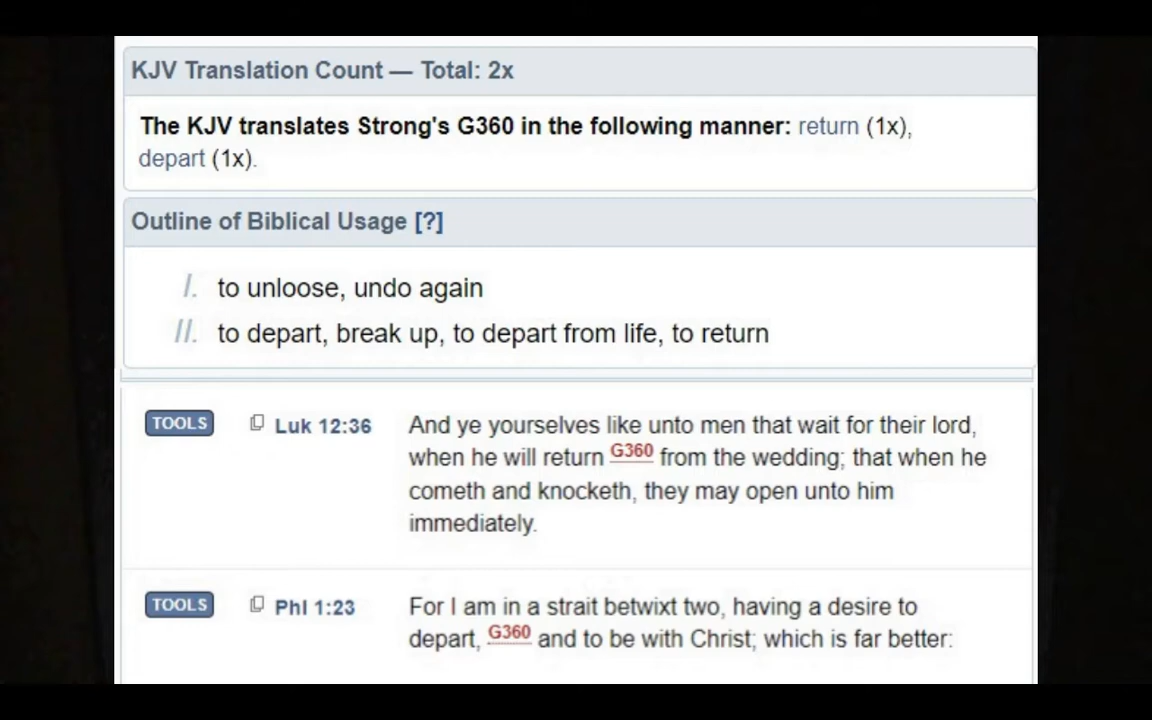 KJV Translation Count — Total: 2x
The KJV translates Strong's G360 in the following manner: return (1x),
depart (1x).
Outline of Biblical Usage [?]
I. to unloose, undo again
II. to depart, break up, to depart from life, to return
TOOLS Luk 12:36 And ye yourselves like unto men that wait for their lord,
when he will return G360 from the wedding; that when he
cometh and knocketh, they may open unto him
immediately.
TOOLS Phl 1:23 For I am in a strait betwixt two, having a desire to
depart, G360 and to be with Christ; which is far better: